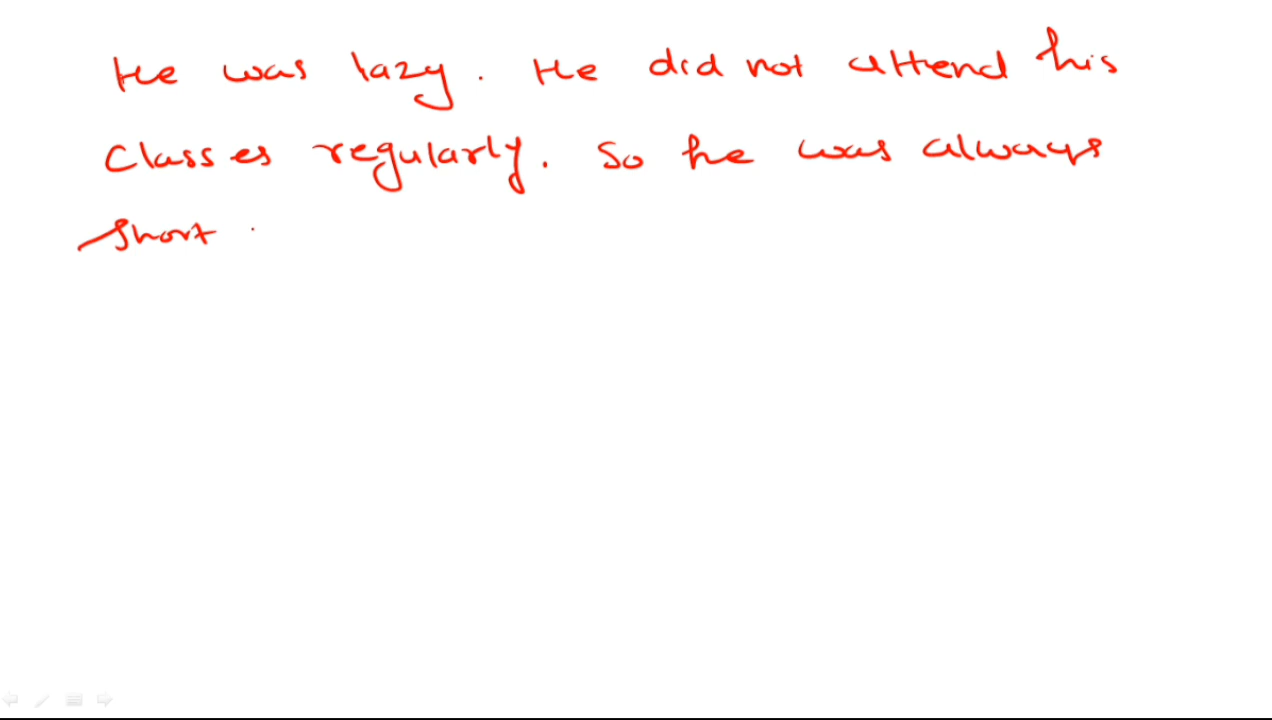 He was lazy. He did not attend his
classes regularly. So he was always
short.